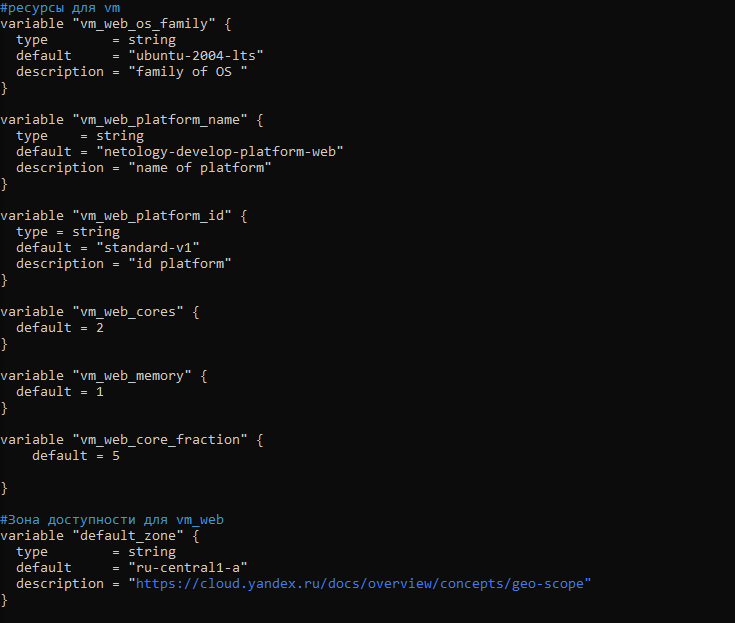 #ресурсы для vm
variable "vm_web_os_family" {
  type        = string
  default     = "ubuntu-2004-lts"
  description = "family of OS "
}

variable "vm_web_platform_name" {
  type    = string
  default = "netology-develop-platform-web"
  description = "name of platform"
}

variable "vm_web_platform_id" {
  type = string
  default = "standard-v1"
  description = "id platform"
}

variable "vm_web_cores" {
  default = 2
}

variable "vm_web_memory" {
  default = 1
}

variable "vm_web_core_fraction" {
    default = 5

}

#Зона доступности для vm_web
variable "default_zone" {
  type        = string
  default     = "ru-central1-a"
  description = "https://cloud.yandex.ru/docs/overview/concepts/geo-scope"
}